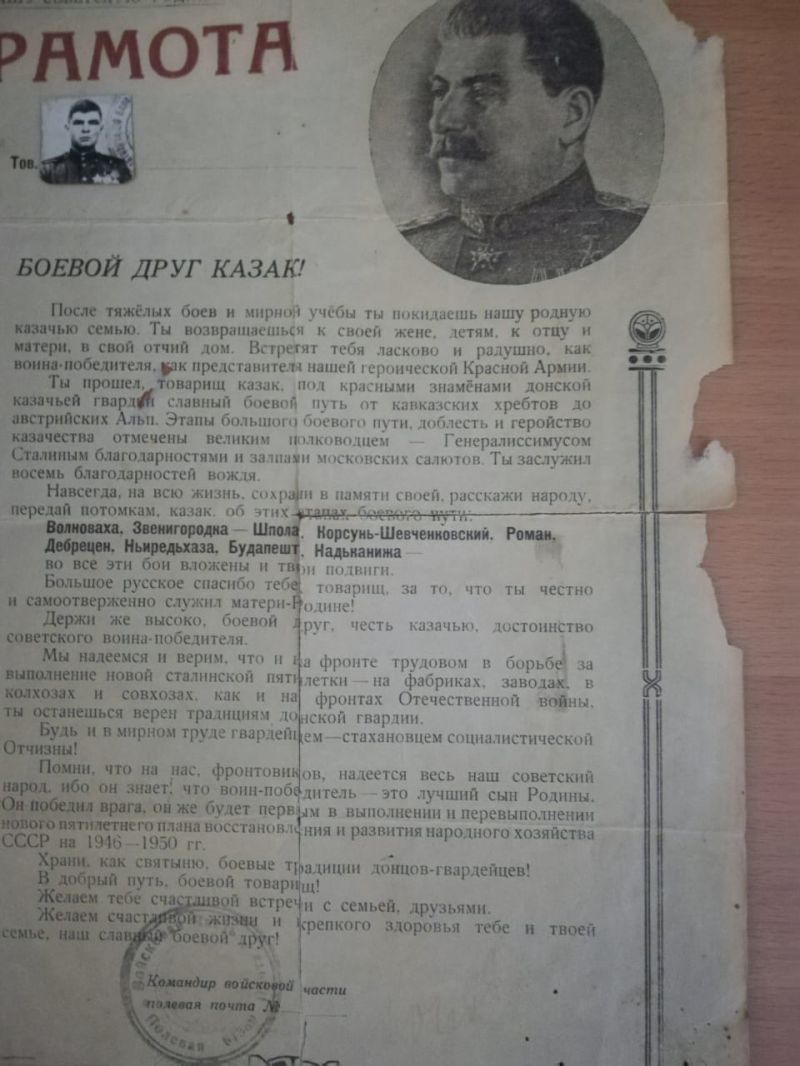 РАМОТА
Тов.
БОЕВОЙ ДРУГ КАЗАК!
После тяжёлых боев и мирной учёбы ты покидаешь нашу родную
казачью семью. Ты возвращаешься к своей жене, детям, к отцу и
матери, в свой отчий дом. Встретят тебя ласково и радушно, как
воина-победителя, как представителя нашей героической Красной Армии.
Ты прошел, товарищ казак, под красными знамёнами донской
казачьей гвардии славный боевой путь от кавказских хребтов до
австрийских Альп. Этапы большого боевого пути, доблесть и геройство
казачества отмечены великим полководцем — Генералиссимусом
Сталиным благодарностями и залпами московских салютов. Ты заслужил
восемь благодарностей вождя.
Навсегда, на всю жизнь, сохрани в памяти своей, расскажи народу,
передай потомкам, казак, об этих этапах боевого пути:
Волноваха, Звенигородка — Шпола, Корсунь-Шевченковский, Роман,
Дебрецен, Ньиредьхаза, Будапешт, Надьканижа —
во все эти бои вложены и твои подвиги.
Большое русское спасибо тебе, товарищ, за то, что ты честно
и самоотверженно служил матери-Родине!
Держи же высоко, боевой друг, честь казачью, достоинство
советского воина-победителя.
Мы надеемся и верим, что и на фронте трудовом в борьбе за
выполнение новой сталинской пятилетки — на фабриках, заводах, в
колхозах и совхозах, как и на фронтах Отечественной войны,
ты останешься верен традициям донской гвардии.
Будь и в мирном труде гвардейцем—стахановцем социалистической
Отчизны!
Помни, что на нас, фронтовиков, надеется весь наш советский
народ, ибо он знает! что воин-победитель — это лучший сын Родины.
Он победил врага, он же будет первым в выполнении и перевыполнении
нового пятилетнего плана восстановления и развития народного хозяйства
СССР на 1946—1950 гг.
Храни, как святыню, боевые традиции донцов-гвардейцев!
В добрый путь, боевой товарищ!
Желаем тебе счастливой встречи с семьей, друзьями.
Желаем счастливой жизни и крепкого здоровья тебе и твоей
семье, наш славный боевой друг!
Командир войсковой части
полевая почта №
Полевая